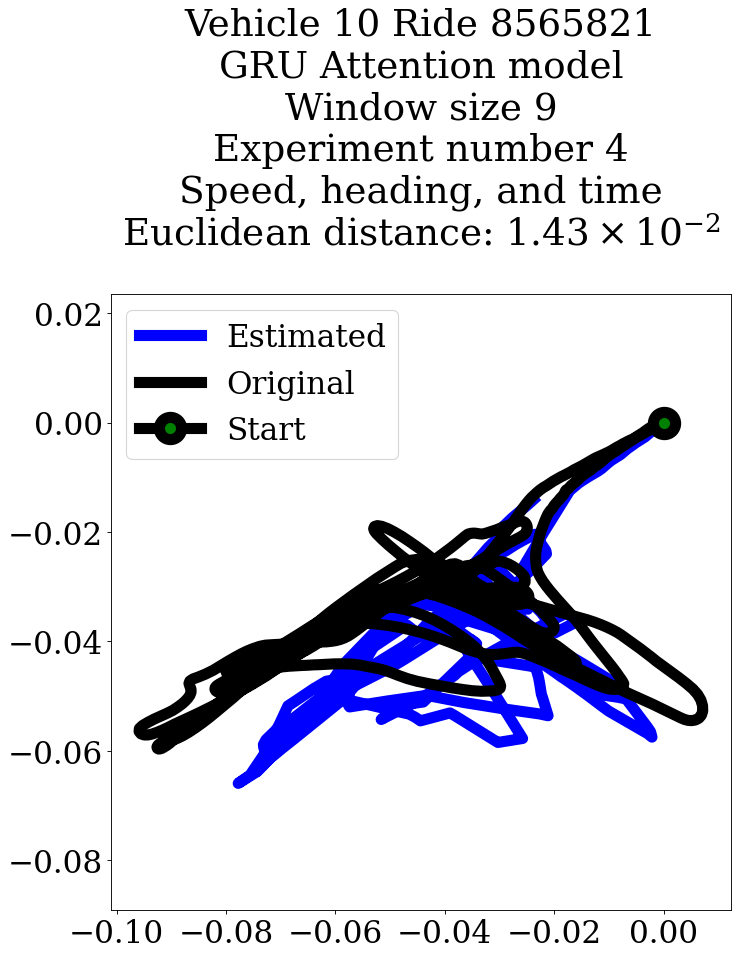 Vehicle 10 Ride 8565821
GRU Attention model
Window size 9
Experiment number 4
Speed, heading, and time
Euclidean distance: 1.43 × 10⁻²
0.02
Estimated
Original
Start
0.00
−0.02
−0.04
−0.06
−0.08
−0.10 −0.08 −0.06 −0.04 −0.02 0.00